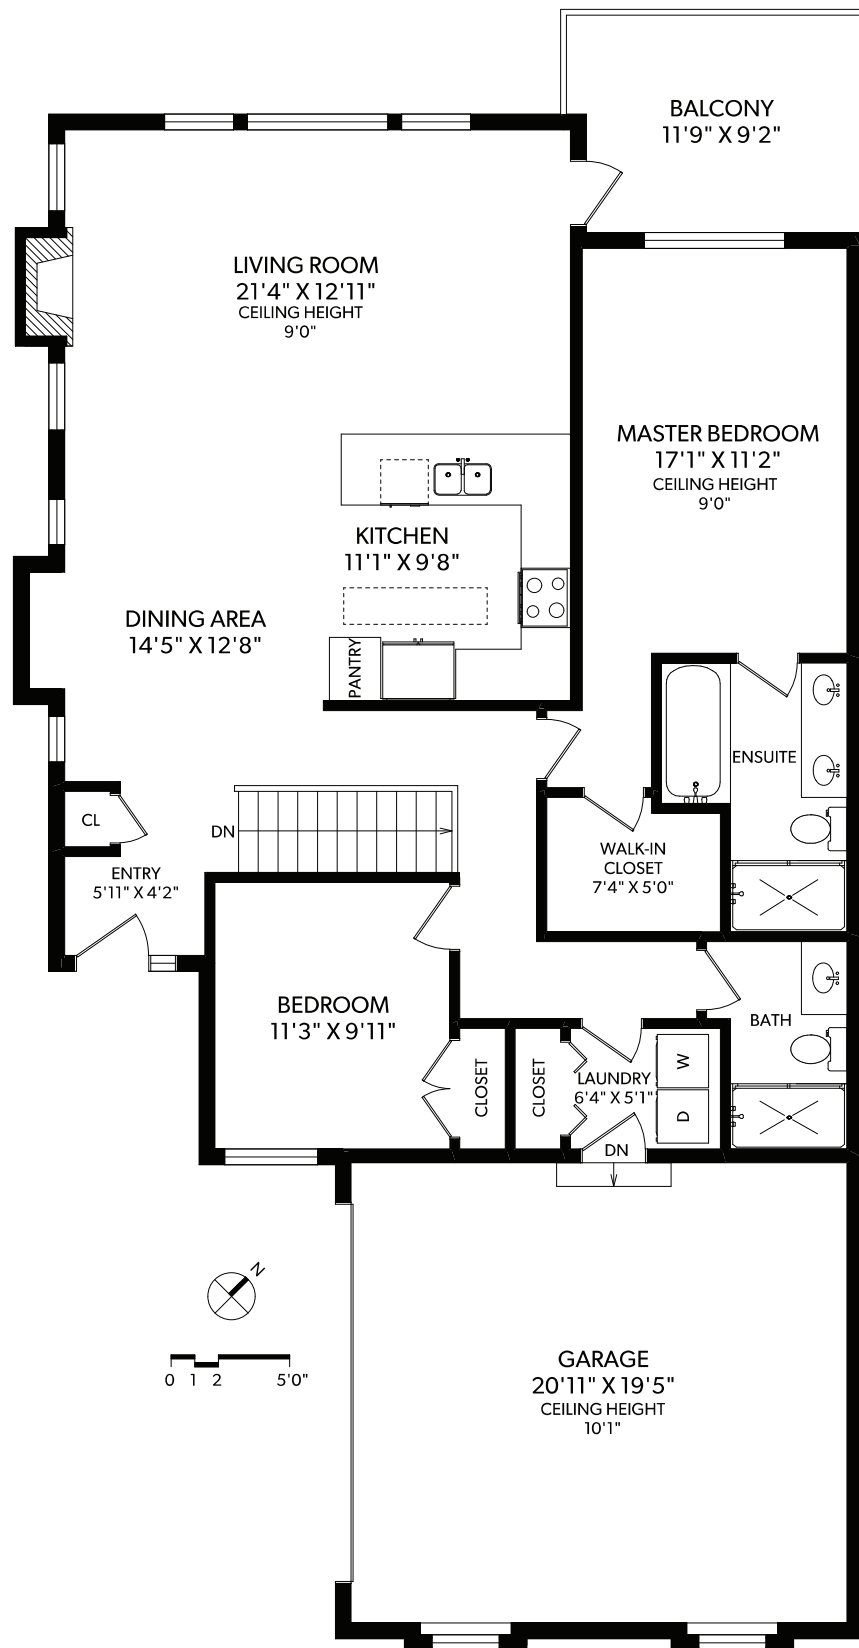 BALCONY
11'9" X 9'2"
LIVING ROOM
21'4" X 12'11"
CEILING HEIGHT
9'0"
MASTER BEDROOM
17'1" X 11'2"
CEILING HEIGHT
9'0"
KITCHEN
11'1" X 9'8"
DINING AREA
14'5" X 12'8"
PANTRY
ENSUITE
CL
DN
WALK-IN
CLOSET
7'4" X 5'0"
ENTRY
5'11" X 4'2"
BEDROOM
11'3" X 9'11"
BATH
CLOSET
CLOSET
LAUNDRY
6'4" X 5'1"
W
D
DN
N
0 1 2 5'0"
GARAGE
20'11" X 19'5"
CEILING HEIGHT
10'1"